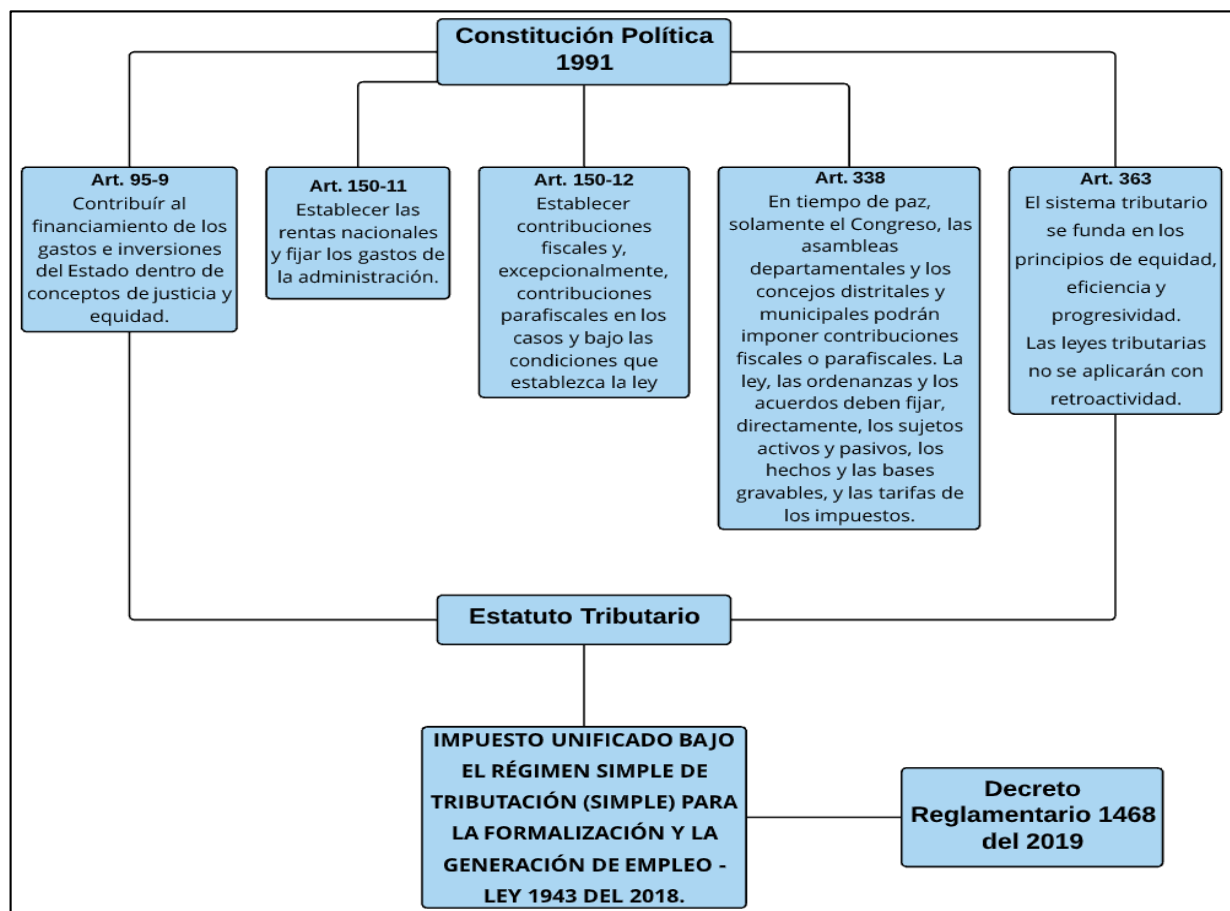 Constitución Política
1991
Art. 95-9
Contribuír al
financiamiento de los
gastos e inversiones
del Estado dentro de
conceptos de justicia y
equidad.
Art. 150-11
Establecer las
rentas nacionales
y fijar los gastos de
la administración.
Art. 150-12
Establecer
contribuciones
fiscales y,
excepcionalmente,
contribuciones
parafiscales en los
casos y bajo las
condiciones que
establezca la ley
Art. 338
En tiempo de paz,
solamente el Congreso, las
asambleas
departamentales y los
concejos distritales y
municipales podrán
imponer contribuciones
fiscales o parafiscales. La
ley, las ordenanzas y los
acuerdos deben fijar,
directamente, los sujetos
activos y pasivos, los
hechos y las bases
gravables, y las tarifas de
los impuestos.
Art. 363
El sistema tributario
se funda en los
principios de equidad,
eficiencia y
progresividad.
Las leyes tributarias
no se aplicarán con
retroactividad.
Estatuto Tributario
IMPUESTO UNIFICADO BAJO
EL RÉGIMEN SIMPLE DE
TRIBUTACIÓN (SIMPLE) PARA
LA FORMALIZACIÓN Y LA
GENERACIÓN DE EMPLEO -
LEY 1943 DEL 2018.
Decreto
Reglamentario 1468
del 2019